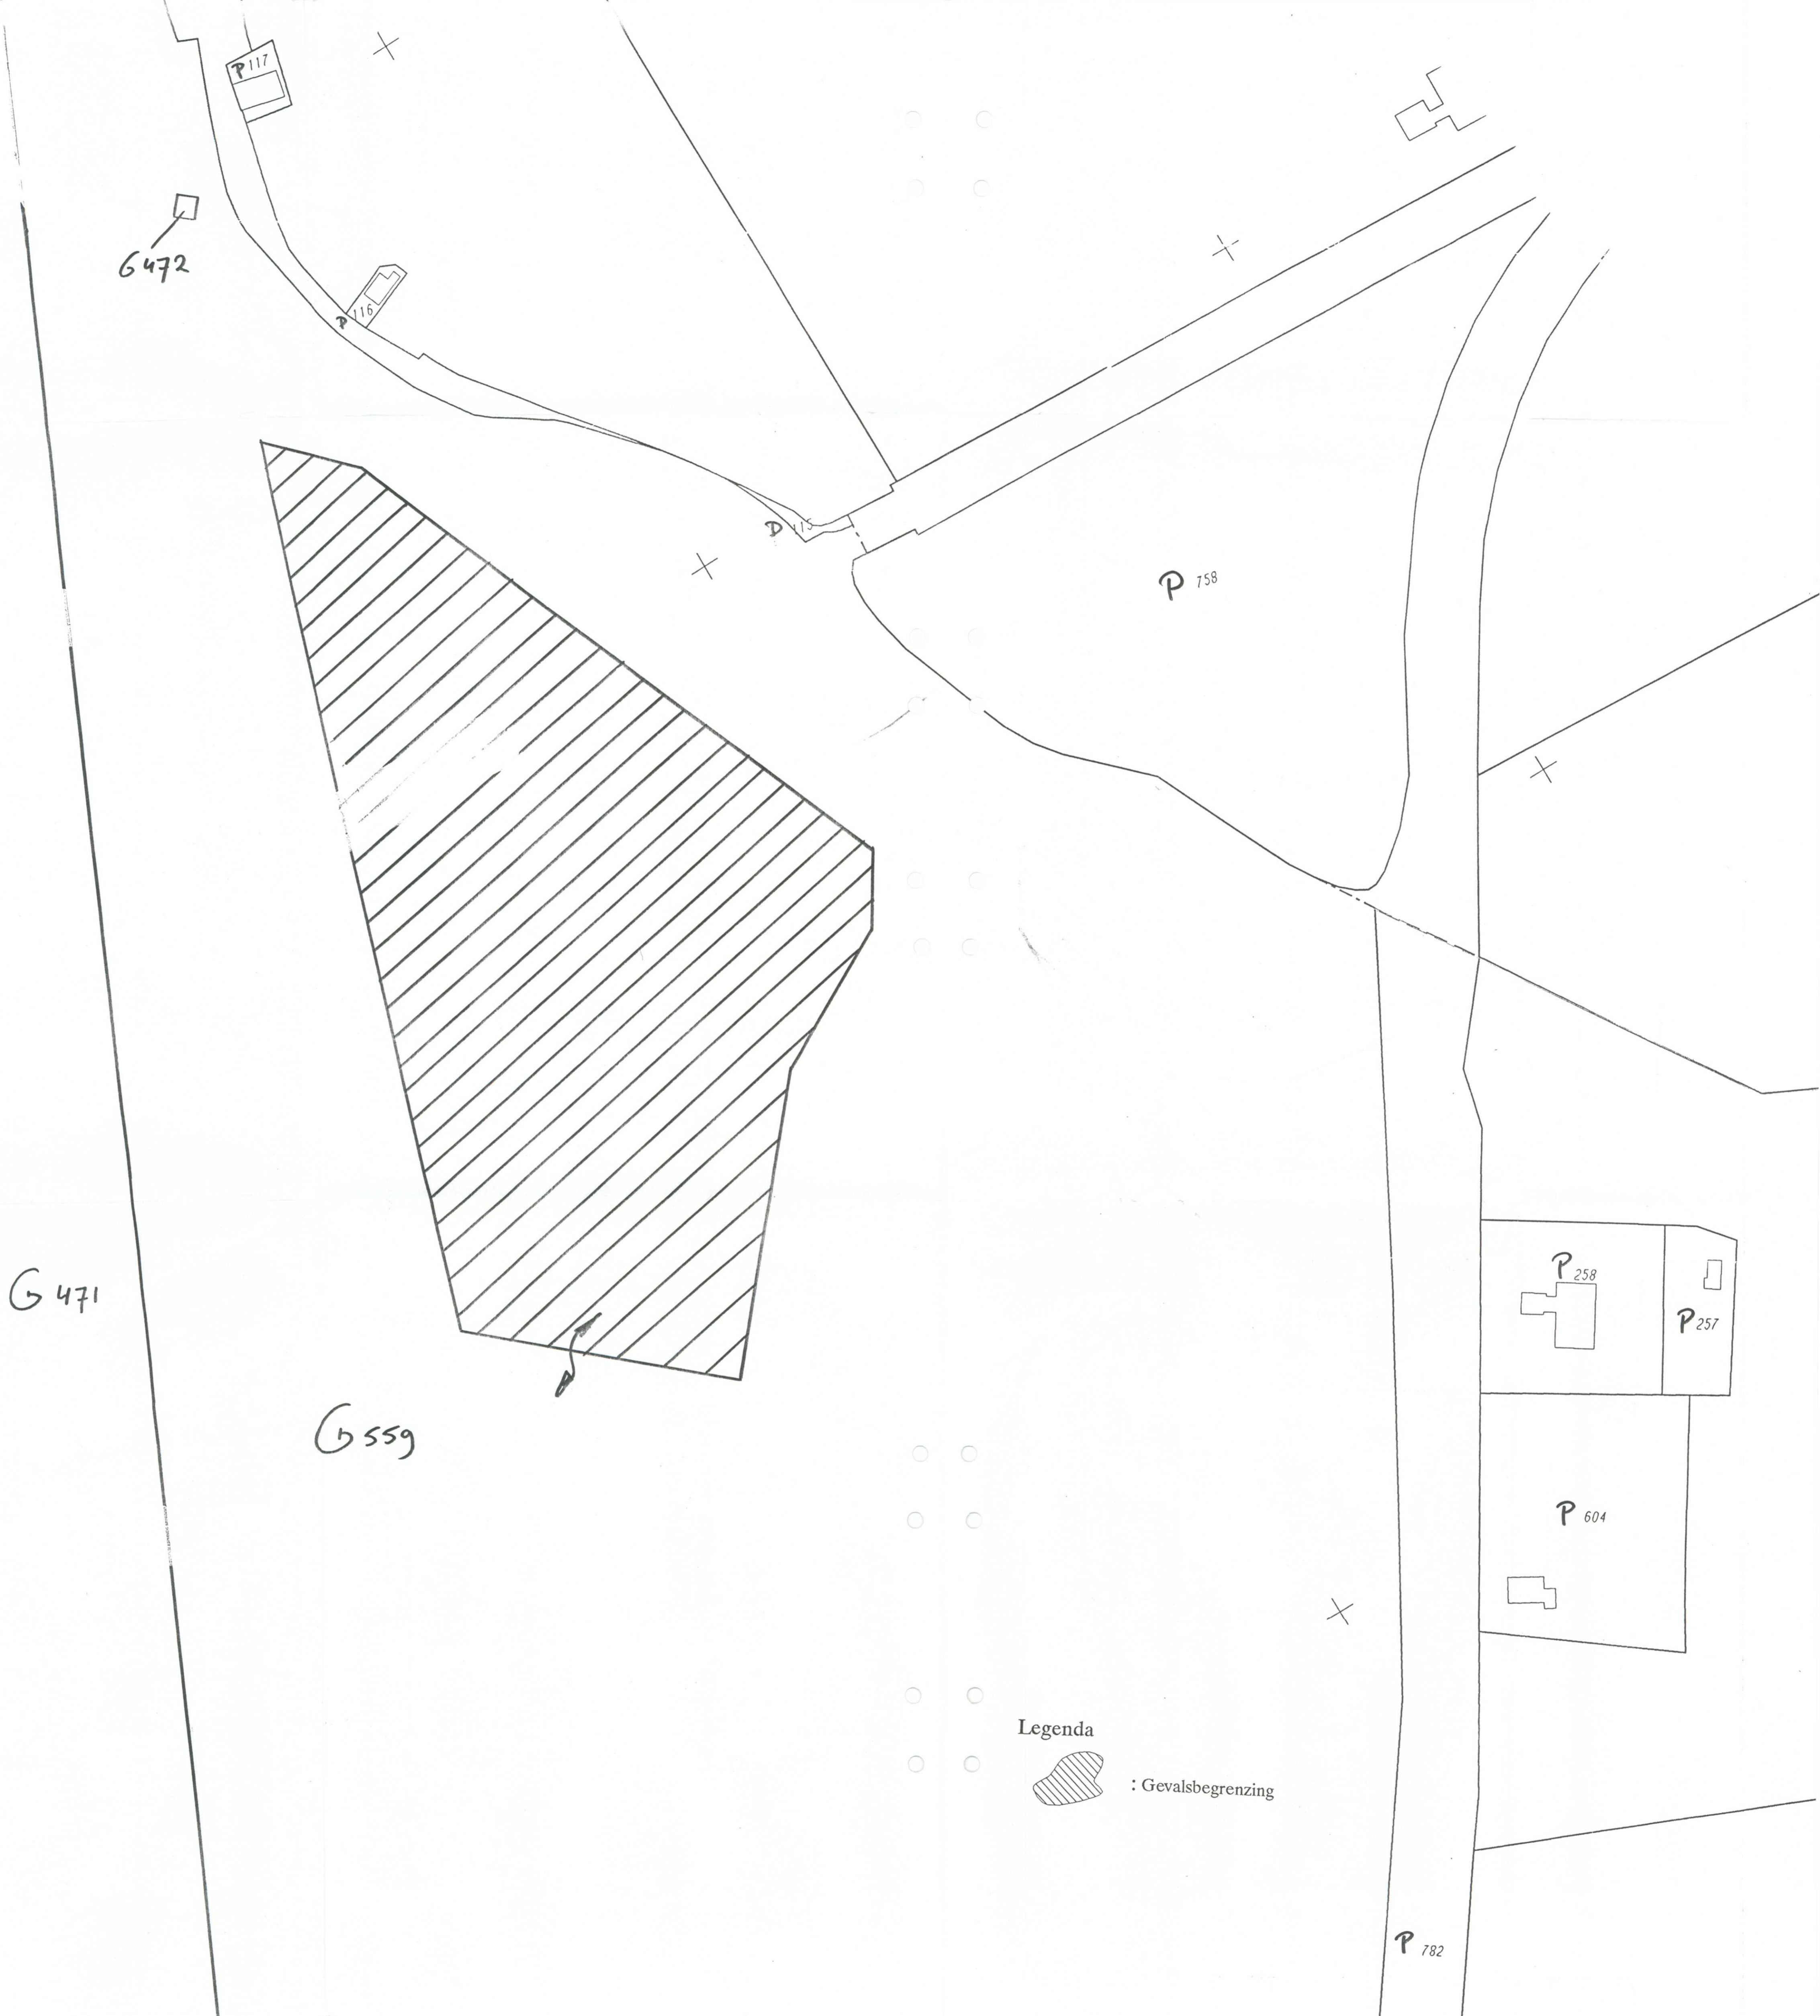 P 117
G 472
P 116
D 115
P 758
P 258
G 471
P 257
G 559
P 604
Legenda
: Gevalsbegrenzing
P 782